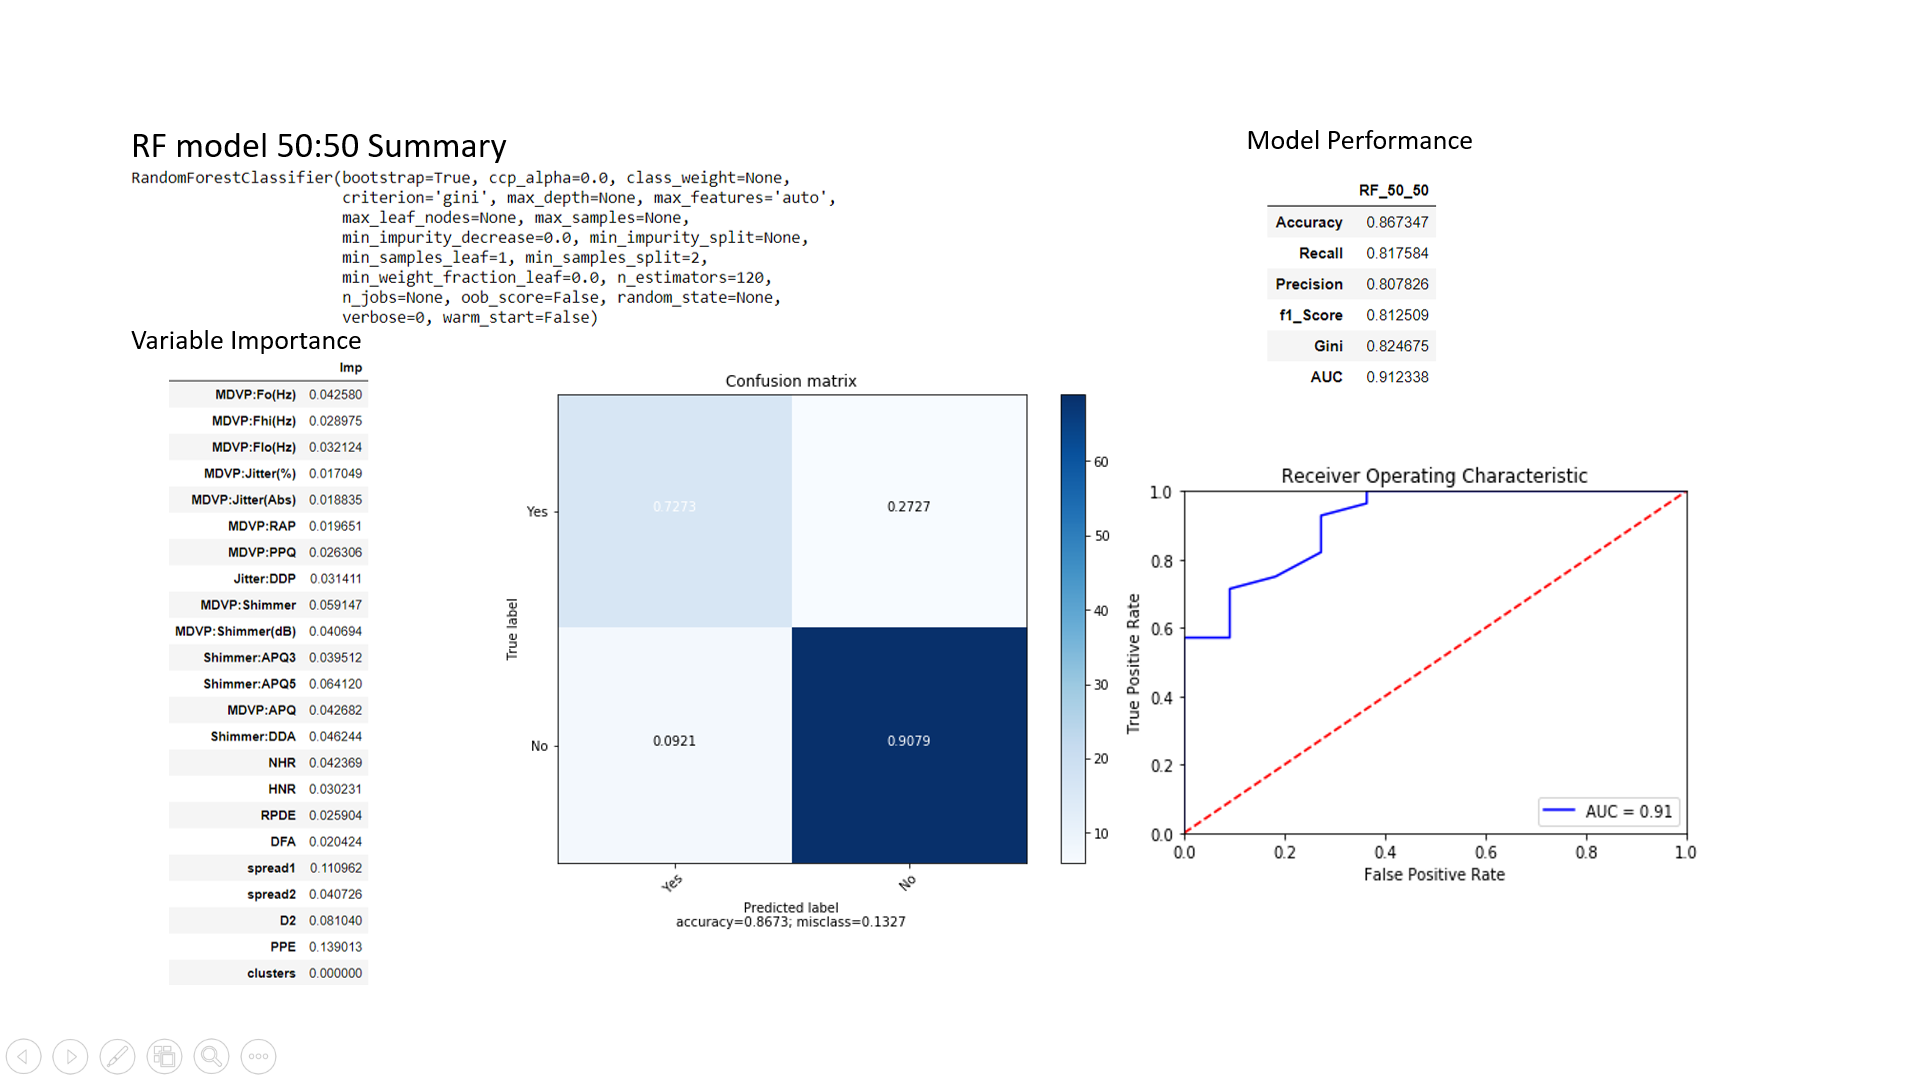 RF model 50:50 Summary
RandomForestClassifier(bootstrap=True, ccp_alpha=0.0, class_weight=None,
criterion='gini', max_depth=None, max_features='auto',
max_leaf_nodes=None, max_samples=None,
min_impurity_decrease=0.0, min_impurity_split=None,
min_samples_leaf=1, min_samples_split=2,
min_weight_fraction_leaf=0.0, n_estimators=120,
n_jobs=None, oob_score=False, random_state=None,
verbose=0, warm_start=False)
Variable Importance
Imp
MDVP:Fo(Hz) 0.042580
MDVP:Fhi(Hz) 0.028975
MDVP:Flo(Hz) 0.032124
MDVP:Jitter(%) 0.017049
MDVP:Jitter(Abs) 0.018835
MDVP:RAP 0.019651
MDVP:PPQ 0.026306
Jitter:DDP 0.031411
MDVP:Shimmer 0.059147
MDVP:Shimmer(dB) 0.040694
Shimmer:APQ3 0.039512
Shimmer:APQ5 0.064120
MDVP:APQ 0.042682
Shimmer:DDA 0.046244
NHR 0.042369
HNR 0.030231
RPDE 0.025904
DFA 0.020424
spread1 0.110962
spread2 0.040726
D2 0.081040
PPE 0.139013
clusters 0.000000
Confusion matrix
True label
Yes
0.7273
0.2727
No
0.0921
0.9079
Yes
No
Predicted label
accuracy=0.8673; misclass=0.1327
60
50
40
30
20
10
Model Performance
RF_50_50
Accuracy 0.867347
Recall 0.817584
Precision 0.807826
f1_Score 0.812509
Gini 0.824675
AUC 0.912338
Receiver Operating Characteristic
True Positive Rate
1.0
0.8
0.6
0.4
0.2
0.0
AUC = 0.91
0.0 0.2 0.4 0.6 0.8 1.0
False Positive Rate